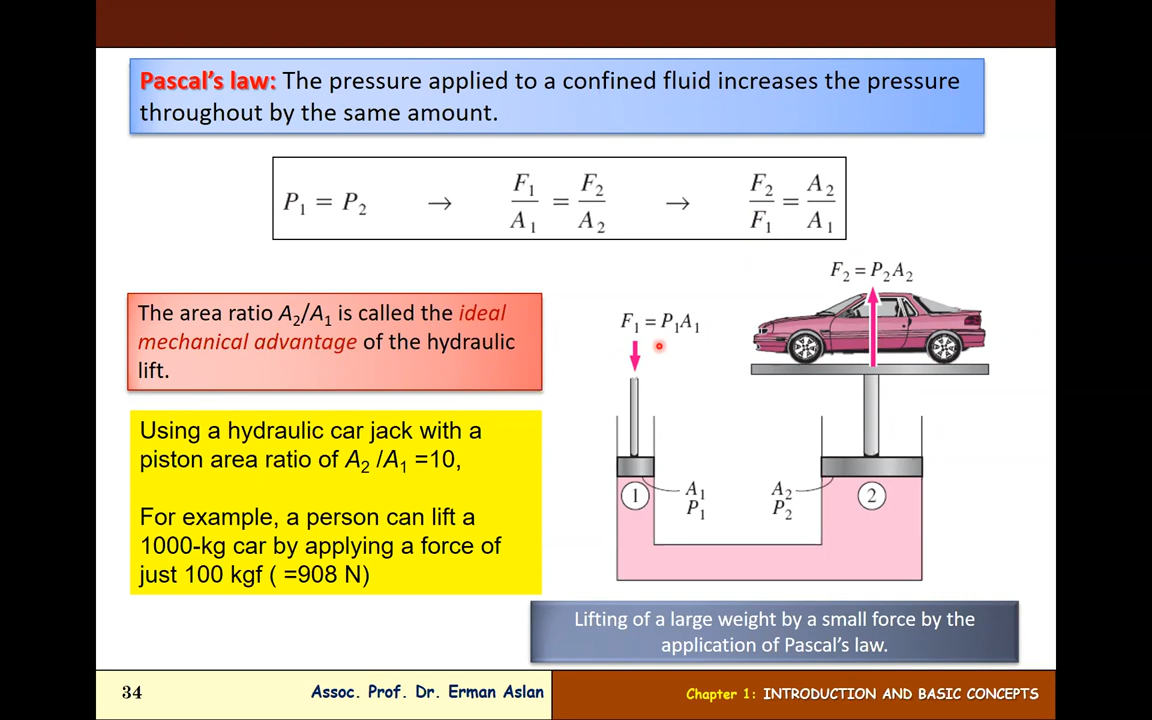 Pascal's law: The pressure applied to a confined fluid increases the pressure
throughout by the same amount.
P₁ = P₂ → F₁/A₁ = F₂/A₂ → F₂/F₁ = A₂/A₁
The area ratio A₂/A₁ is called the ideal
mechanical advantage of the hydraulic
lift.
Using a hydraulic car jack with a
piston area ratio of A₂ /A₁ =10,
For example, a person can lift a
1000-kg car by applying a force of
just 100 kgf ( =908 N)
F₂ = P₂A₂
F₁ = P₁A₁
1
A₁
P₁
A₂
P₂
2
Lifting of a large weight by a small force by the
application of Pascal's law.
34
Assoc. Prof. Dr. Erman Aslan
Chapter 1: INTRODUCTION AND BASIC CONCEPTS